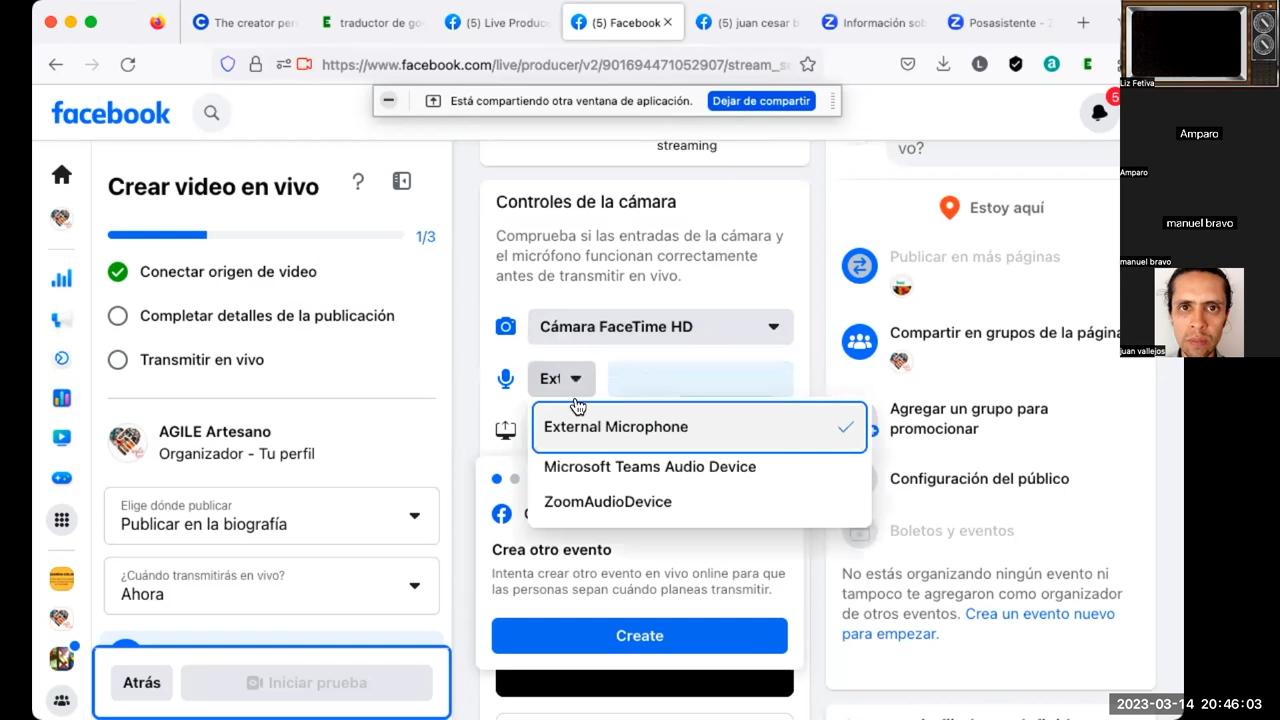 The creator per
traductor de go
(5) Live Produce
(5) Facebook
(5) juan cesar b
Información sob
Posasistente - Z
https://www.facebook.com/live/producer/v2/901694471052907/stream_se
Está compartiendo otra ventana de aplicación.
Dejar de compartir
facebook
5
Crear video en vivo
1/3
Conectar origen de video
Completar detalles de la publicación
Transmitir en vivo
AGILE Artesano
Organizador - Tu perfil
Elige dónde publicar
Publicar en la biografía
¿Cuándo transmitirás en vivo?
Ahora
Atrás
Iniciar prueba
streaming
Controles de la cámara
Comprueba si las entradas de la cámara y
el micrófono funcionan correctamente
antes de transmitir en vivo.
Cámara FaceTime HD
Ext
External Microphone
Microsoft Teams Audio Device
ZoomAudioDevice
Crea otro evento
Intenta crear otro evento en vivo online para que
las personas sepan cuándo planeas transmitir.
Create
vo?
Estoy aquí
Publicar en más páginas
Compartir en grupos de la página
Agregar un grupo para
promocionar
Configuración del público
Boletos y eventos
No estás organizando ningún evento ni
tampoco te agregaron como organizador
de otros eventos. Crea un evento nuevo
para empezar.
Liz Fetiva
Amparo
Amparo
manuel bravo
manuel bravo
juan vallejos
2023-03-14 20:46:03